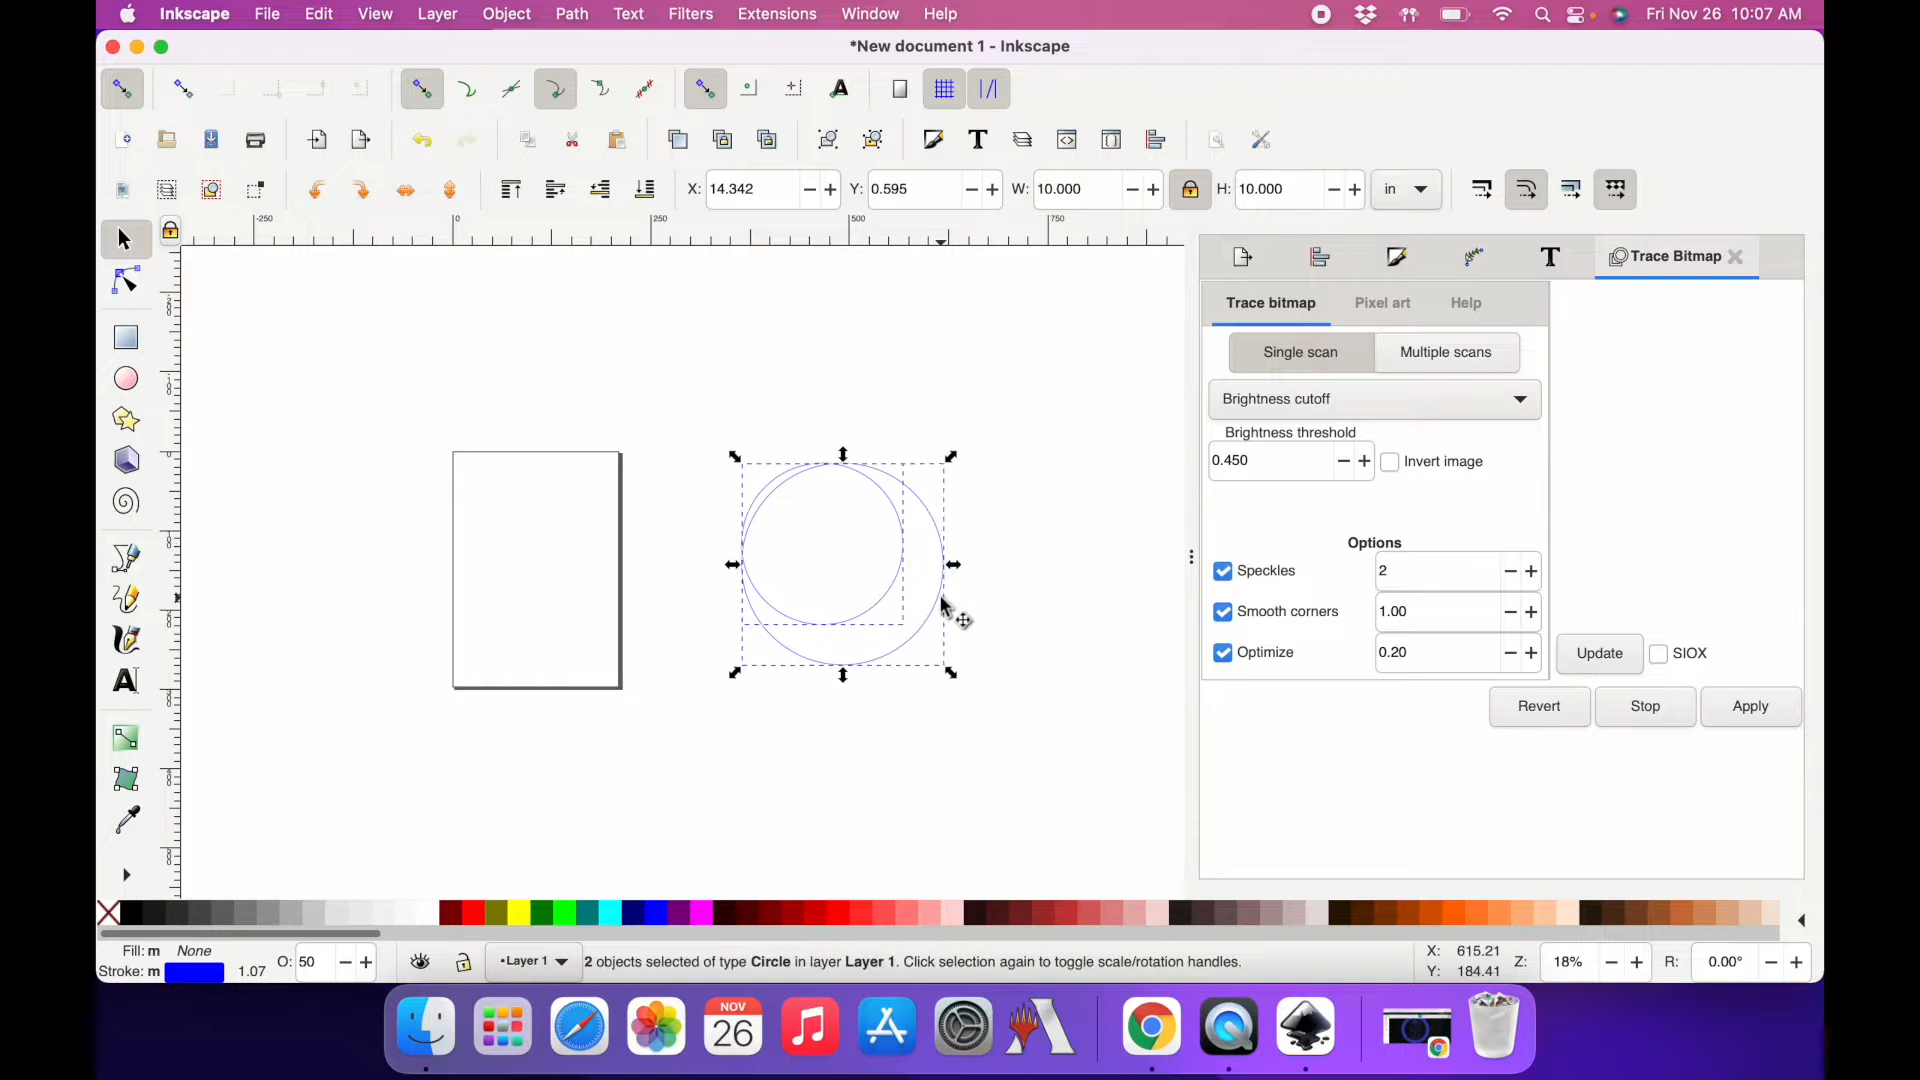 Inkscape File Edit View Layer Object Path Text Filters Extensions Window Help Fri Nov 26 10:07 AM
*New document 1 - Inkscape
X: 14.342 Y: 0.595 W: 10.000 H: 10.000 in
-250 0 250 500 750
Trace Bitmap
Trace bitmap Pixel art Help
Single scan Multiple scans
Brightness cutoff
Brightness threshold
0.450 Invert image
Options
Speckles 2
Smooth corners 1.00
Optimize 0.20 Update SIOX
Revert Stop Apply
Fill: m None
Stroke: m 1.07 O: 50
•Layer 1 2 objects selected of type Circle in layer Layer 1. Click selection again to toggle scale/rotation handles.
X: 615.21
Y: 184.41 Z: 18% R: 0.00°
NOV
26